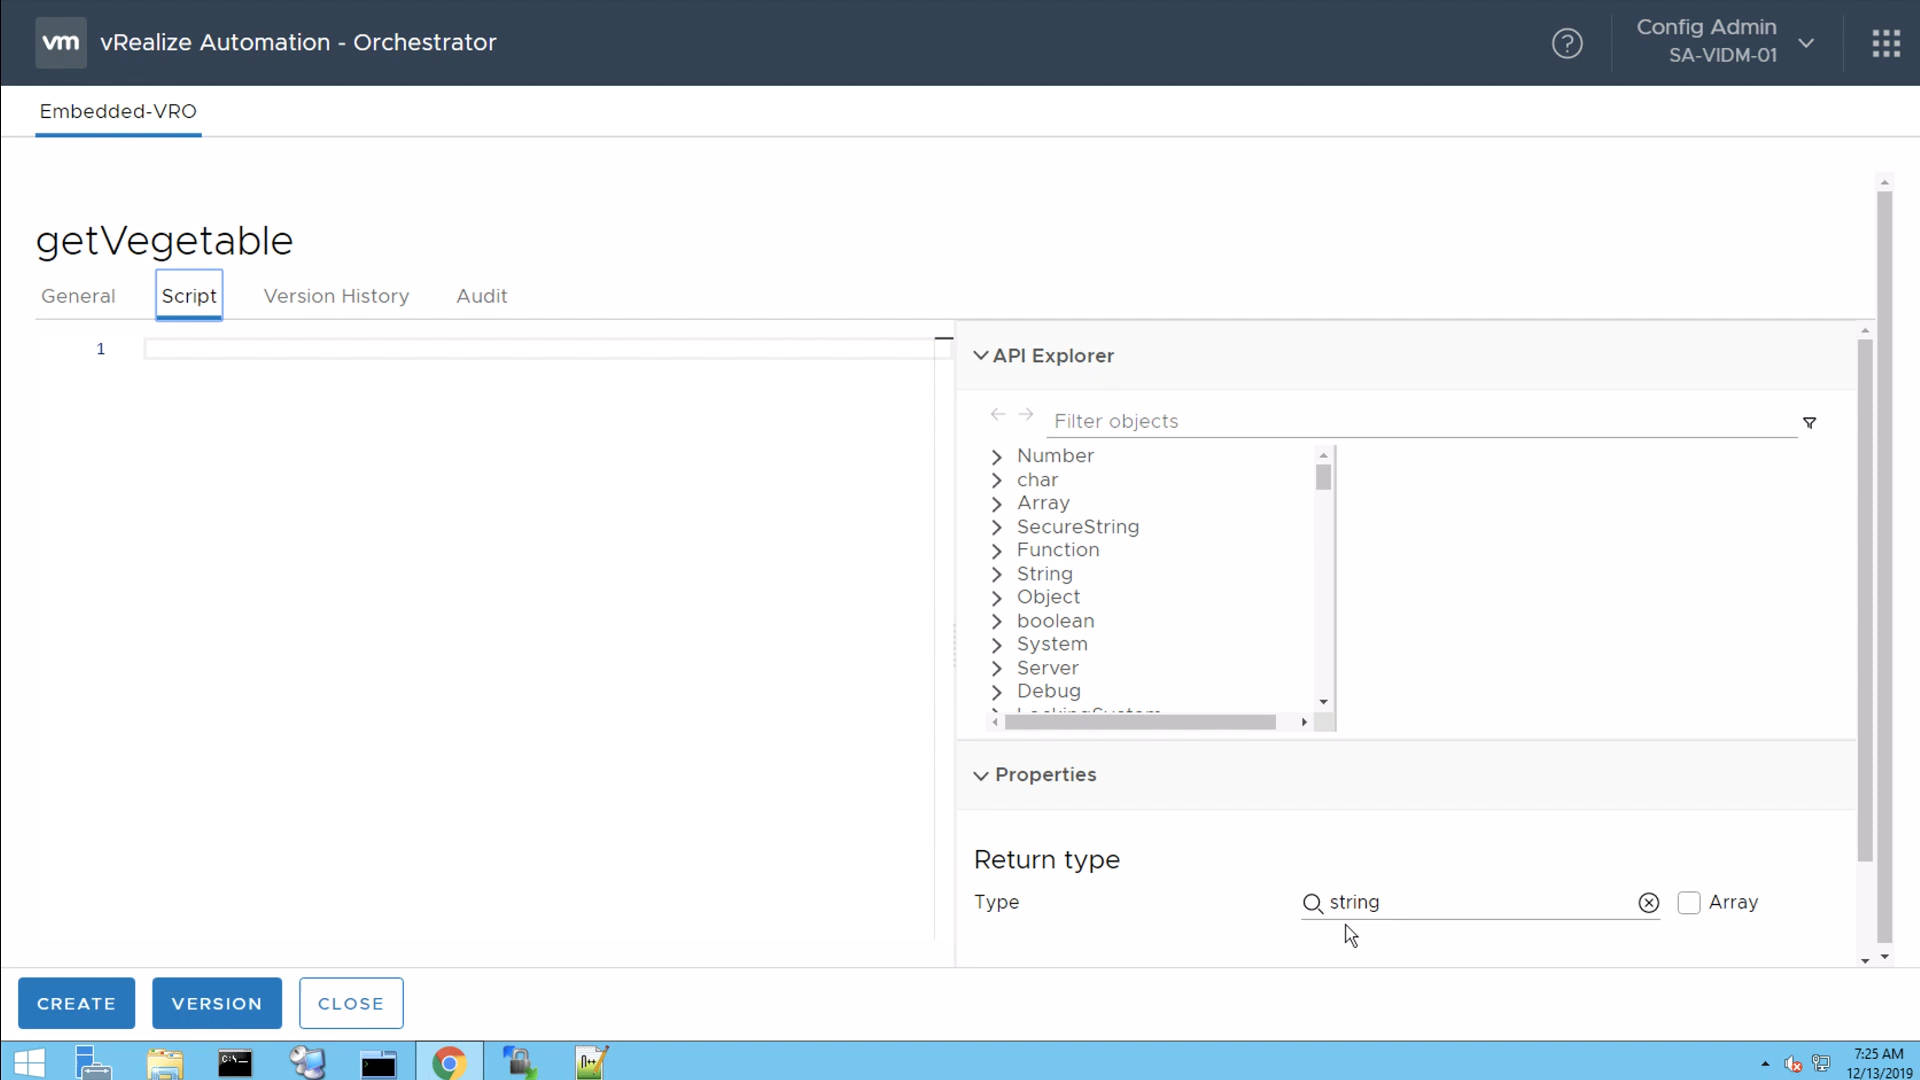 vm vRealize Automation - Orchestrator
Config Admin
SA-VIDM-01
Embedded-VRO
getVegetable
General Script Version History Audit
1
API Explorer
Filter objects
Number
char
Array
SecureString
Function
String
Object
boolean
System
Server
Debug
LockingSystem
Properties
Return type
Type string Array
CREATE VERSION CLOSE
7:25 AM
12/13/2019